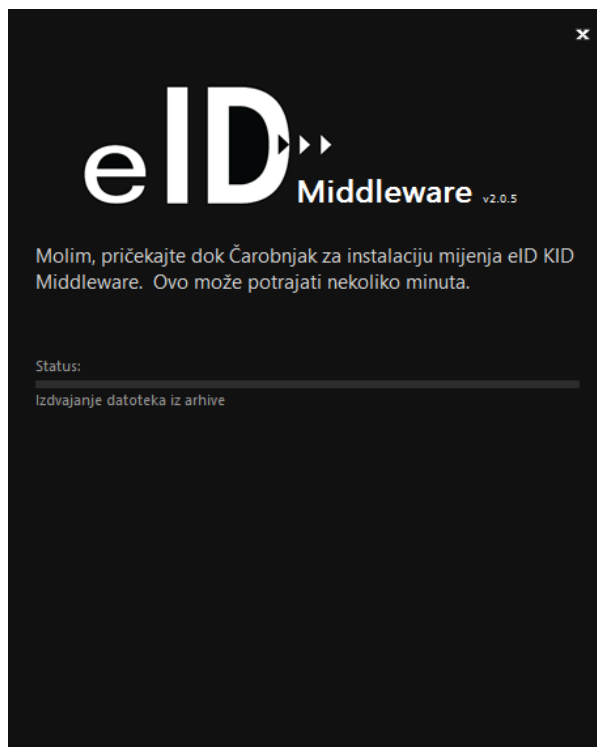 eID
Middleware v2.0.5
Molim, pričekajte dok Čarobnjak za instalaciju mijenja eID KID
Middleware.  Ovo može potrajati nekoliko minuta.
Status:
Izdvajanje datoteka iz arhive